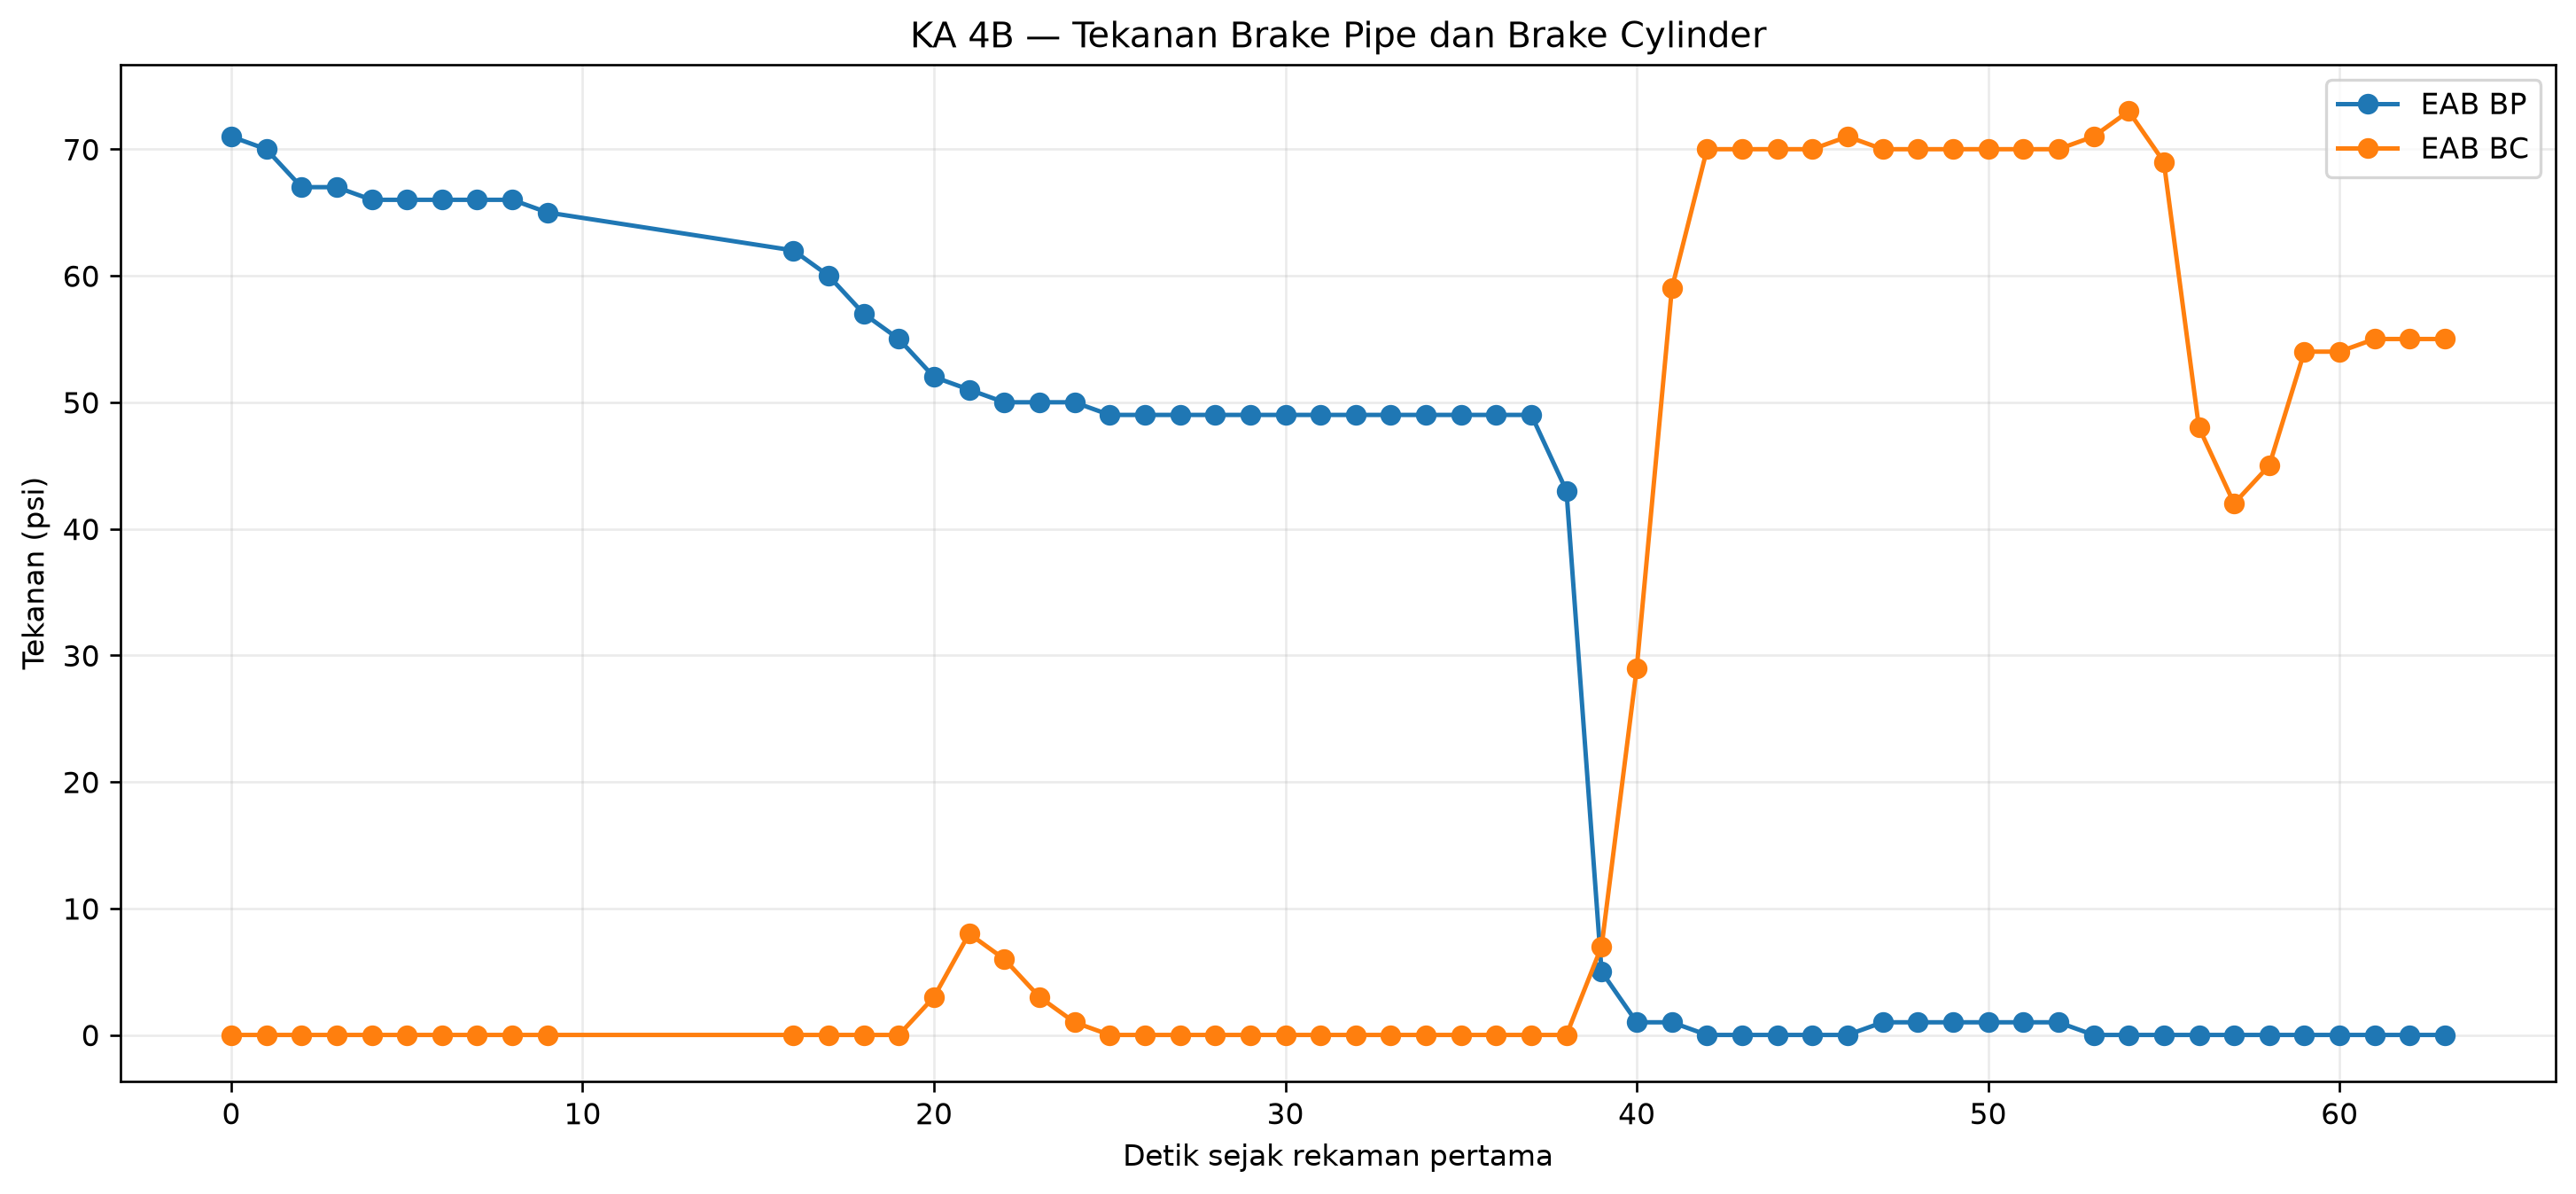 KA 4B — Tekanan Brake Pipe dan Brake Cylinder
EAB BP
EAB BC
Tekanan (psi)
70
60
50
40
30
20
10
0
0 10 20 30 40 50 60
Detik sejak rekaman pertama